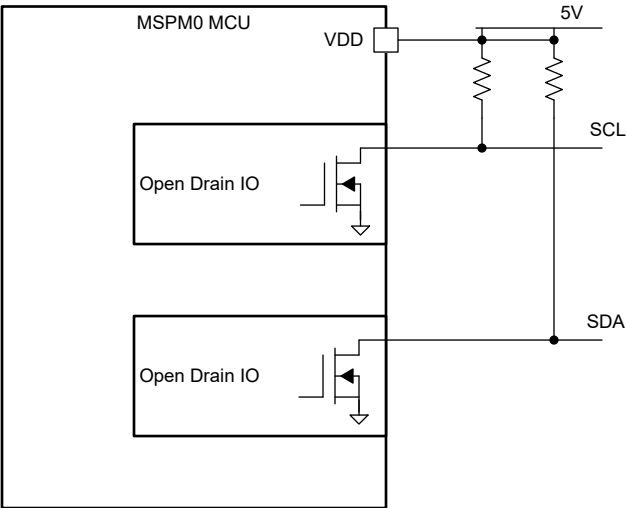 MSPM0 MCU
5V
VDD
SCL
Open Drain IO
SDA
Open Drain IO